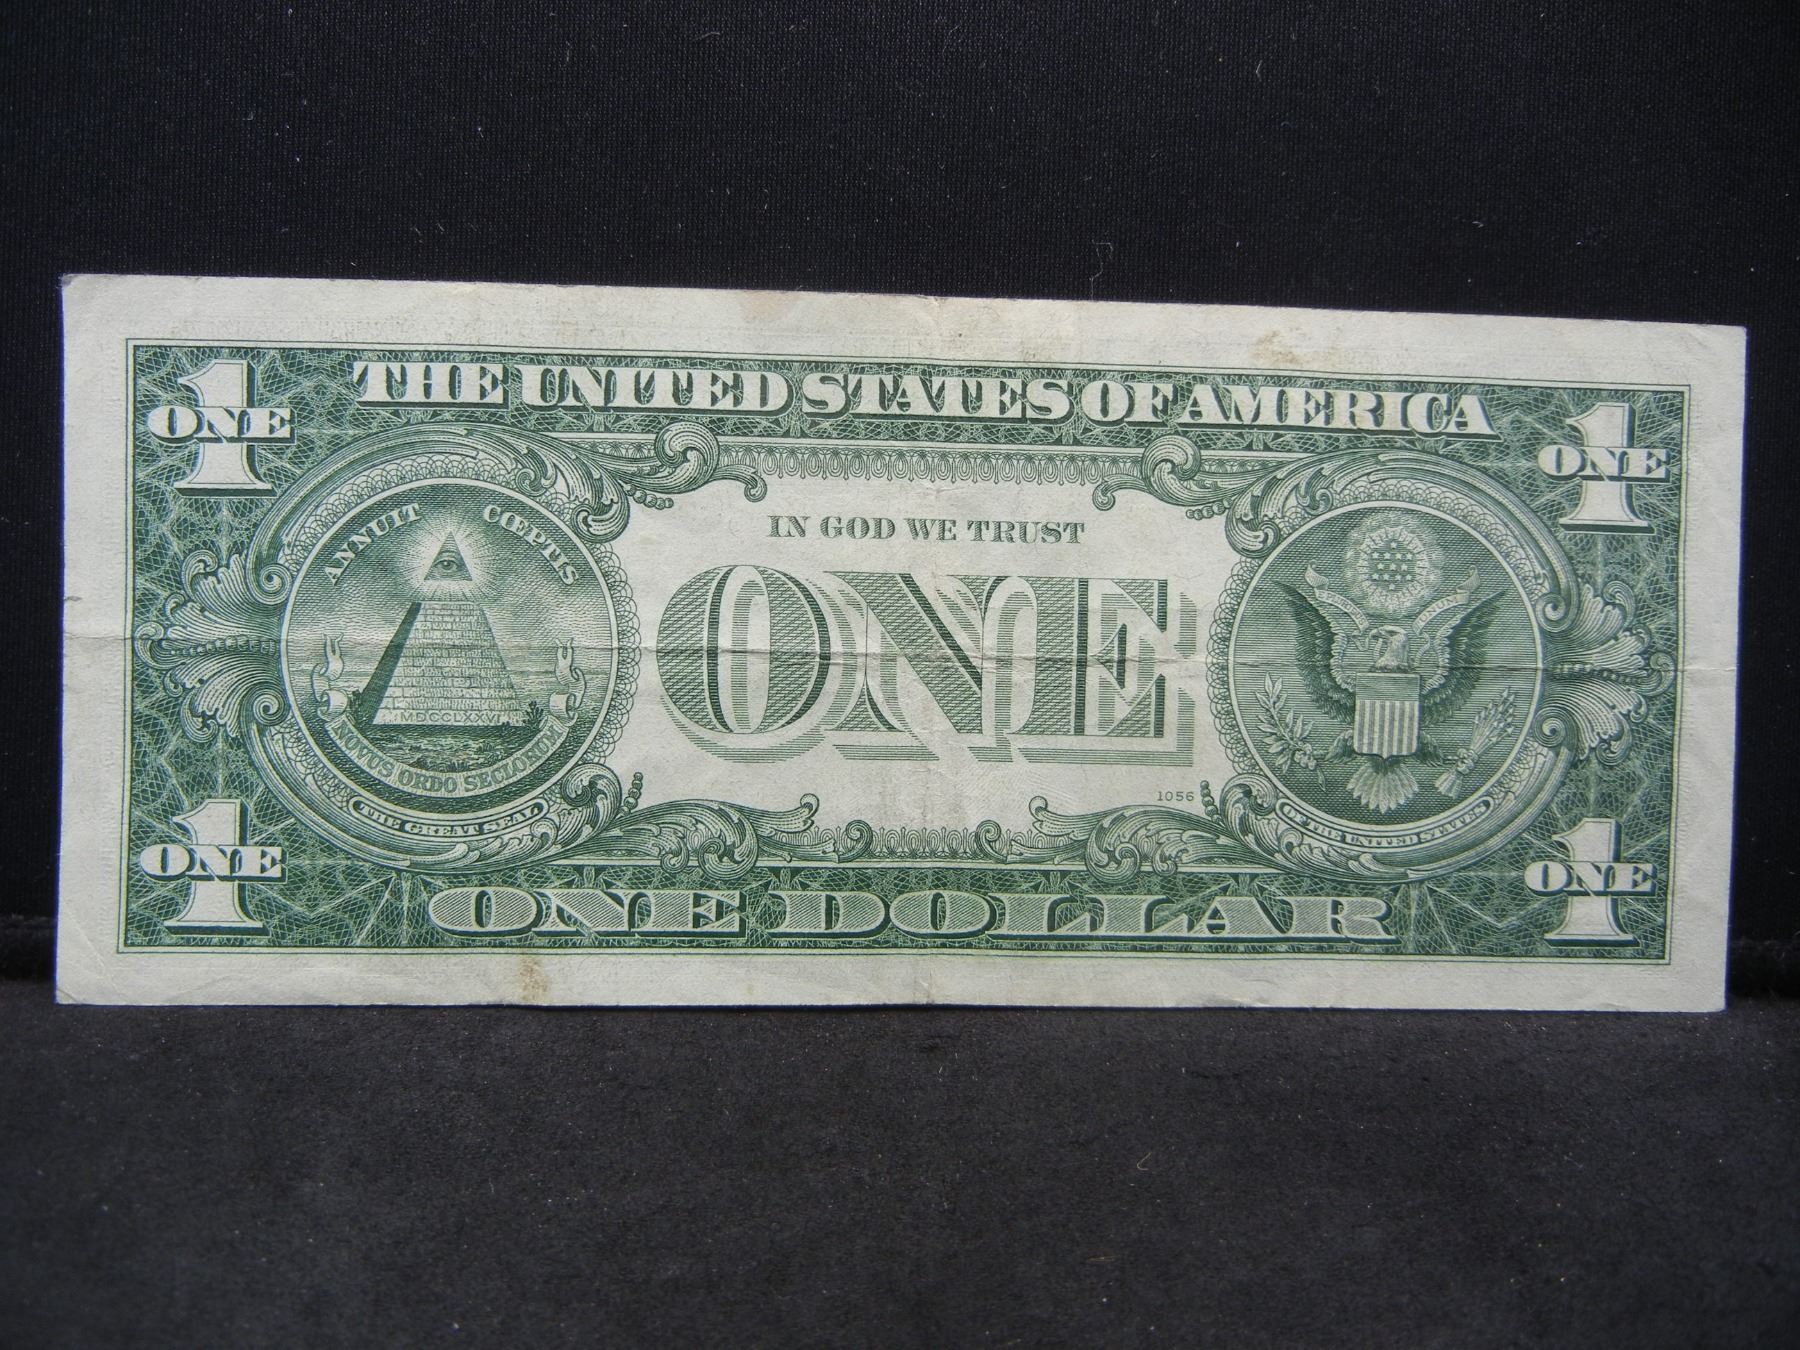 THE UNITED STATES OF AMERICA
1
ONE
1
ONE
ANNUIT CŒPTIS
IN GOD WE TRUST
ONE
MDCCLXXVI
NOVUS ORDO SECLORUM
THE GREAT SEAL
1056
OF THE UNITED STATES
1
ONE
1
ONE
ONE DOLLAR